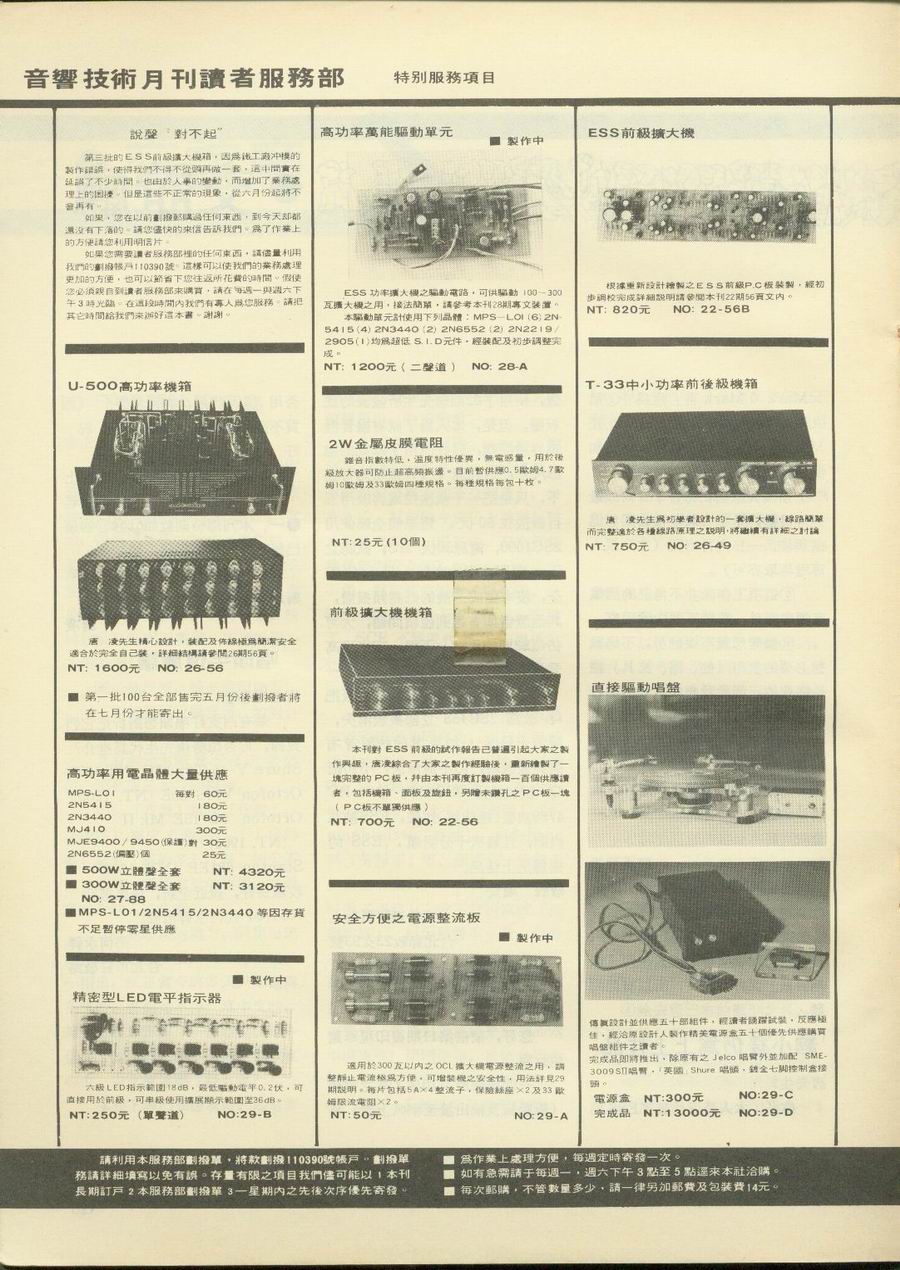 音響技術月刊讀者服務部
特別服務項目
說聲“對不起”
第三批的ESS前級擴大機箱，因為鐵工廠沖模的
製作錯誤，使得我們不得不從頭再做一套，這中間實在
延誤了不少時間。也由於人事的變動，而增加了業務處
理上的困擾。但是這些不正常的現象，從六月份起將不
會再有。
如果，您在以前劃撥郵購過任何東西，到今天却都
還沒有下落的。請您儘快的來信告訴我們。為了作業上
的方便請您利用明信片。
如果您需要讀者服務部裡的任何東西，請儘量利用
我們的劃撥帳戶110390號。這樣可以使我們的業務處理
更加的方便，也可以節省下您往返所花費的時間。假使
您必須親自到讀者服務部來購買，請在每週一與週六下
午3時光臨。在這段時間內我們有專人為您服務。請把
其它時間給我們來辦好這本書。謝謝。
U-500高功率機箱
唐 凌先生精心設計，裝配及佈線極為簡潔安全
適合於完全自己裝，詳細結構請參閱26期56頁。
NT: 1600元 NO: 26-56
■ 第一批100台全部售完五月份後劃撥者將
在七月份才能寄出。
高功率用電晶體大量供應
MPS-LO1 每對 60元
2N5415 180元
2N3440 180元
MJ410 300元
MJE9400/9450(保護)對 30元
2N6552(偏壓)個 25元
■ 500W立體聲全套 NT: 4320元
■ 300W立體聲全套 NT: 3120元
NO: 27-88
■ MPS-L01/2N5415/2N3440 等因存貨
不足暫停零星供應
■ 製作中
精密型LED電平指示器
六級LED指示範圍18dB，最低驅動電平0.2伏，可
直接用於前級，可串級使用擴展顯示範圍至36dB。
NT:250元 (單聲道) NO:29-B
高功率萬能驅動單元
■ 製作中
ESS功率擴大機之驅動電路，可供驅動100-300
瓦擴大機之用，接法簡單，請參考本刊28期專文裝置。
本驅動單元計使用下列晶體：MPS-LO1(6)2N-
5415(4)2N3440(2)2N6552(2)2N2219/
2905(1)均為超低S.I.D元件，經裝配及初步調整完
成。
NT: 1200元（二聲道） NO: 28-A
2W金屬皮膜電阻
雜音指數特低，溫度特性優異，無電感量，用於後
級放大器可防止超高頻振盪。目前暫供應0.5歐姆4.7歐
姆10歐姆及33歐姆四種規格。每種規格每包十枚。
NT:25元(10個)
前級擴大機機箱
本刊對ESS前級的試作報告已普遍引起大家之製
作興趣，唐凌綜合了大家之製作經驗後，重新繪製了一
塊完整的PC板，幷由本刊再度訂製機箱一百個供應讀
者，包括機箱、面板及旋鈕，另贈未鑽孔之PC板一塊
（PC板不單獨供應）
NT: 700元 NO: 22-56
安全方便之電源整流板
■ 製作中
適用於300瓦以內之OCL擴大機電源整流之用，調
整靜止電流極為方便，可增裝機之安全性，用法詳見29
期說明。每片包括5A×4整流子，保險絲座×2及33歐
姆限流電阻×2。
NT:50元 NO:29-A
ESS前級擴大機
根據重新設計繪製之ESS前級P.C板裝製，經初
步調校完成詳細說明請參閱本刊22期56頁文內。
NT: 820元 NO: 22-56B
T-33中小功率前後級機箱
唐 凌先生為初學者設計的一套擴大機，線路簡單
而完整適於各種線路原理之說明，將繼續有詳細之討論
NT: 750元 NO: 26-49
直接驅動唱盤
傳眞設計並供應五十部組件，經讀者踴躍試裝，反應極
佳，經洽原設計人製作精美電源盒五十個優先供應購買
唱盤組件之讀者。
完成品即將推出，除原有之Jelco唱臂外並加配 SME-
3009SII唱臂，「英國」Shure唱頭，鍍金七脚控制盒接
頭。
電源盒 NT:300元 NO:29-C
完成品 NT:13000元 NO:29-D
請利用本服務部劃撥單，將款劃撥110390號帳戶。劃撥單
務請詳細塡寫以免有誤。存量有限之項目我們儘可能以1本刊
長期訂戶2本服務部劃撥單3一星期內之先後次序優先寄發。
■ 為作業上處理方便，每週定時寄發一次。
■ 如有急需請于每週一，週六下午3點至5點逕來本社洽購。
■ 每次郵購，不管數量多少，請一律另加郵費及包裝費14元。